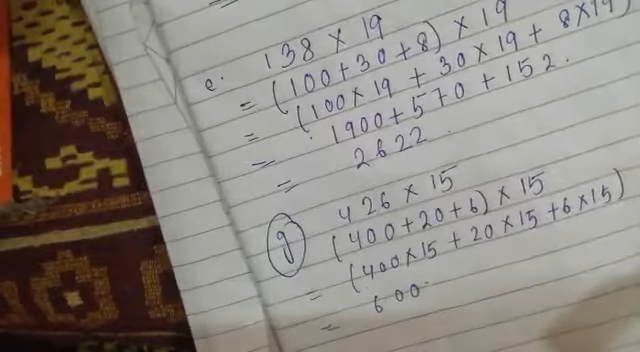 e. 138 × 19
= (100+30+8) × 19
= (100×19 + 30×19 + 8×19)
= 1900 + 570 + 152.
= 2622.
g 426 × 15
(400+20+6) × 15
= (400×15 + 20×15 + 6×15)
= 600.